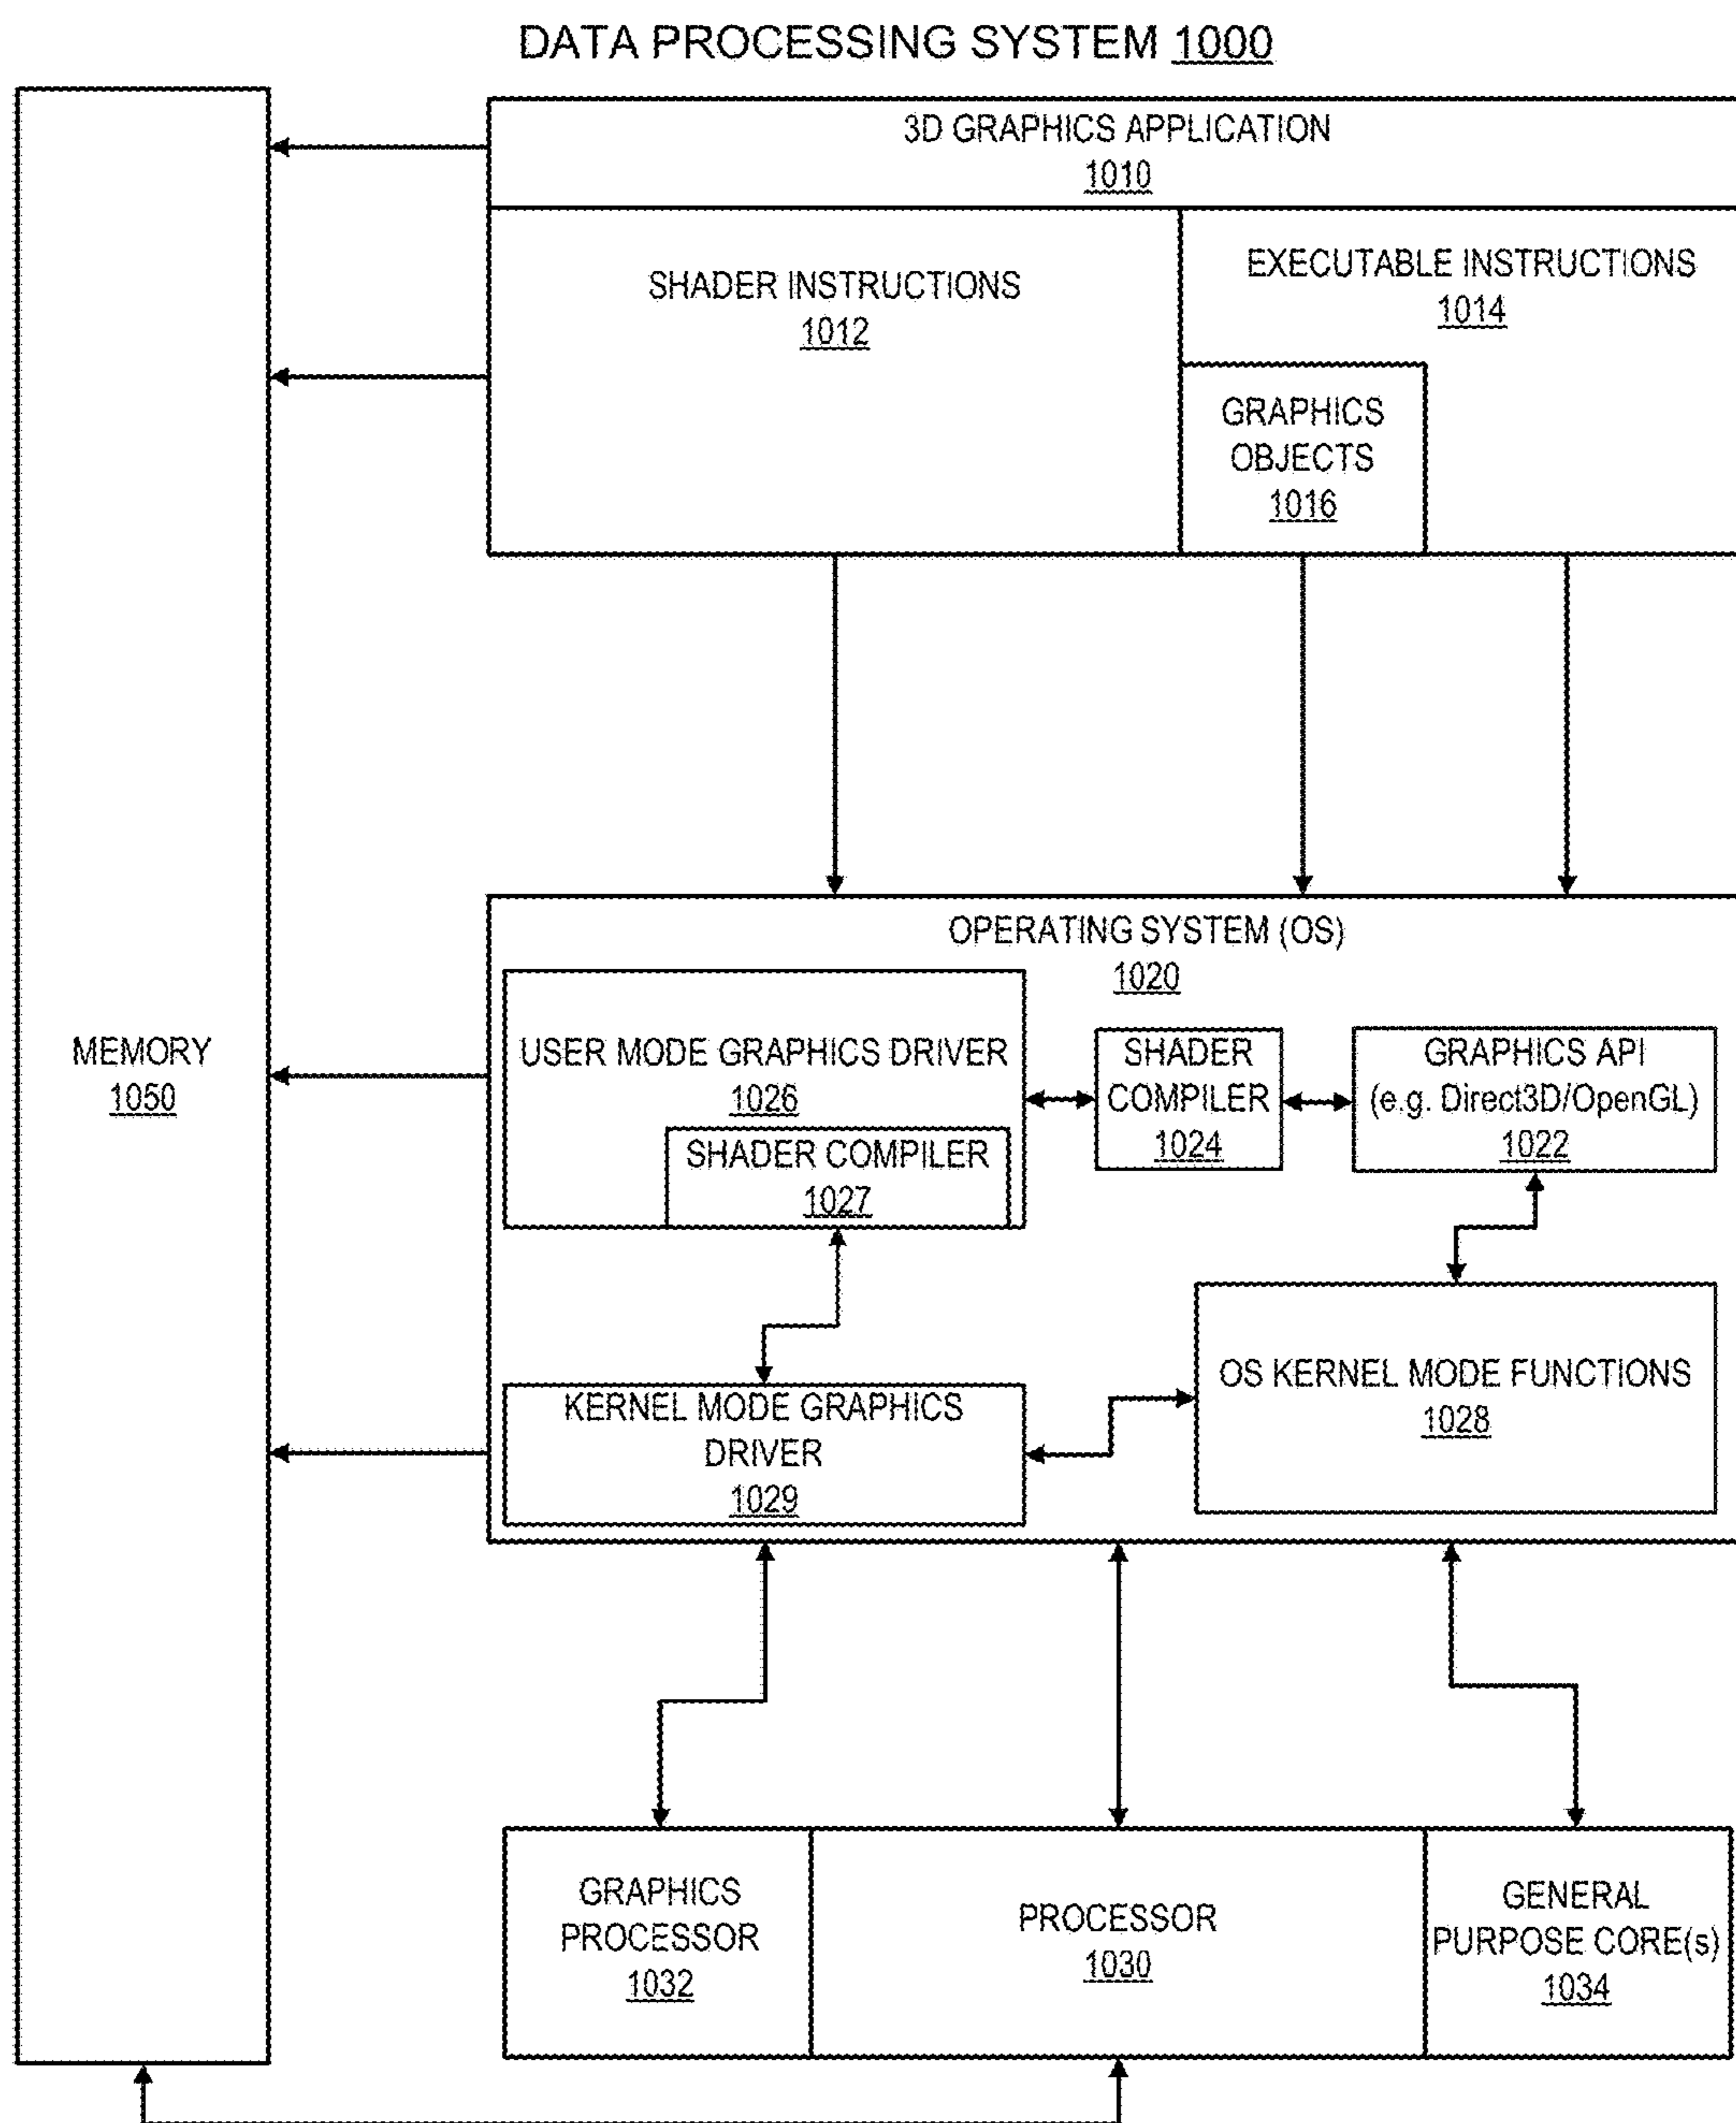 DATA PROCESSING SYSTEM 1000
3D GRAPHICS APPLICATION
1010
SHADER INSTRUCTIONS
1012
EXECUTABLE INSTRUCTIONS
1014
GRAPHICS
OBJECTS
1016
MEMORY
1050
OPERATING SYSTEM (OS)
1020
USER MODE GRAPHICS DRIVER
1026
SHADER COMPILER
1027
SHADER
COMPILER
1024
GRAPHICS API
(e.g. Direct3D/OpenGL)
1022
KERNEL MODE GRAPHICS
DRIVER
1029
OS KERNEL MODE FUNCTIONS
1028
GRAPHICS
PROCESSOR
1032
PROCESSOR
1030
GENERAL
PURPOSE CORE(s)
1034